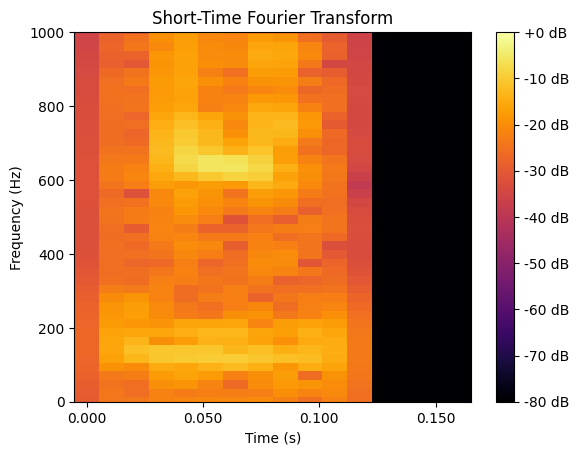 Short-Time Fourier Transform
Frequency (Hz)
1000
800
600
400
200
0
0.000
0.050
0.100
0.150
Time (s)
+0 dB
-10 dB
-20 dB
-30 dB
-40 dB
-50 dB
-60 dB
-70 dB
-80 dB